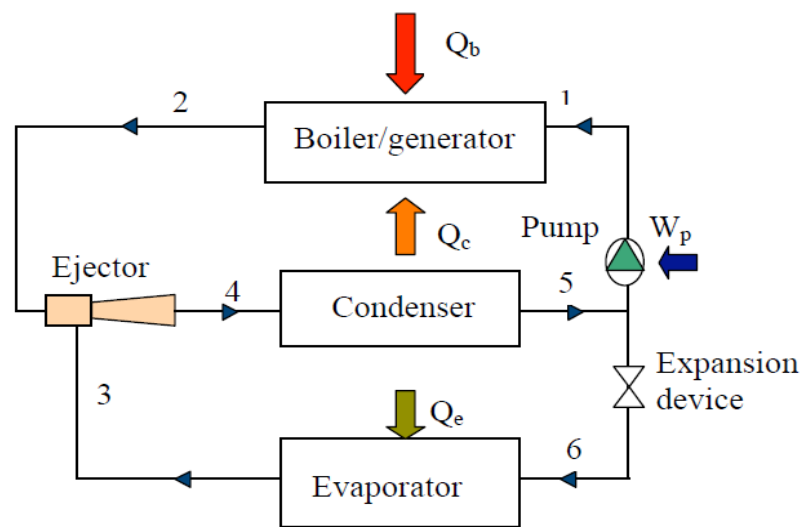 Q_b
2
1
Boiler/generator
Pump
W_p
Q_c
Ejector
4
Condenser
5
Expansion
device
3
Q_e
6
Evaporator